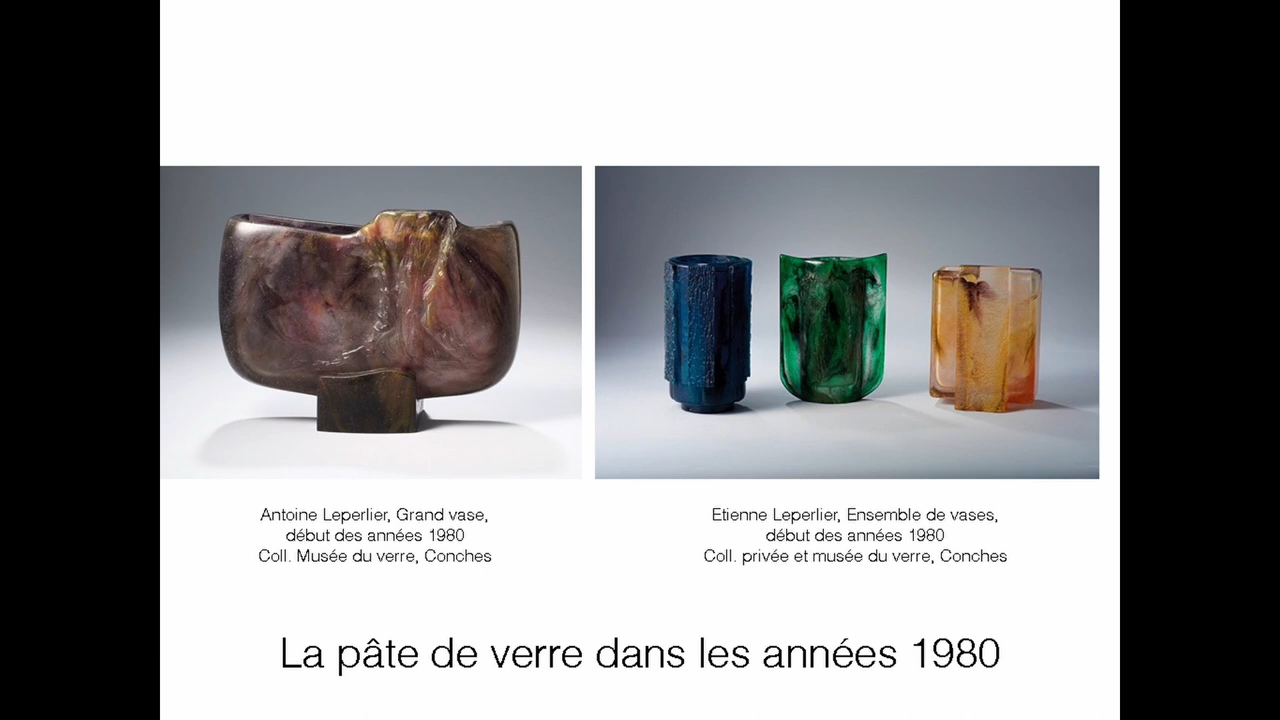 Antoine Leperlier, Grand vase,
début des années 1980
Coll. Musée du verre, Conches
Etienne Leperlier, Ensemble de vases,
début des années 1980
Coll. privée et musée du verre, Conches
La pâte de verre dans les années 1980